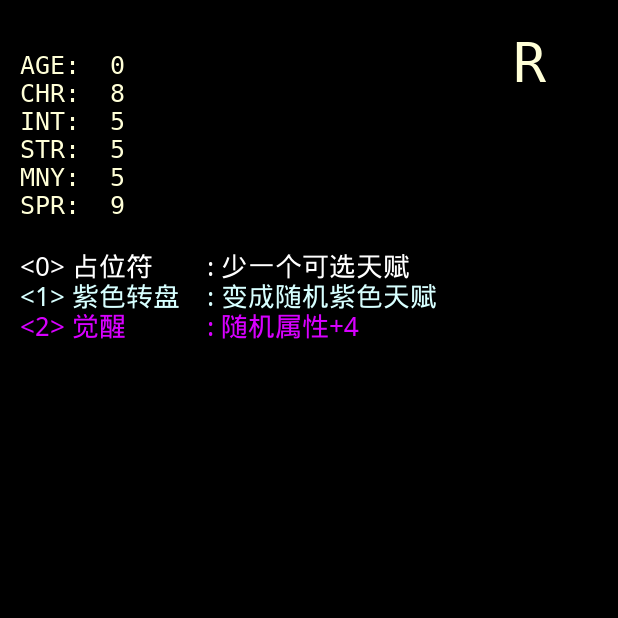 R
AGE: 0
CHR: 8
INT: 5
STR: 5
MNY: 5
SPR: 9
<0> 占位符 : 少一个可选天赋
<1> 紫色转盘 : 变成随机紫色天赋
<2> 觉醒 : 随机属性+4